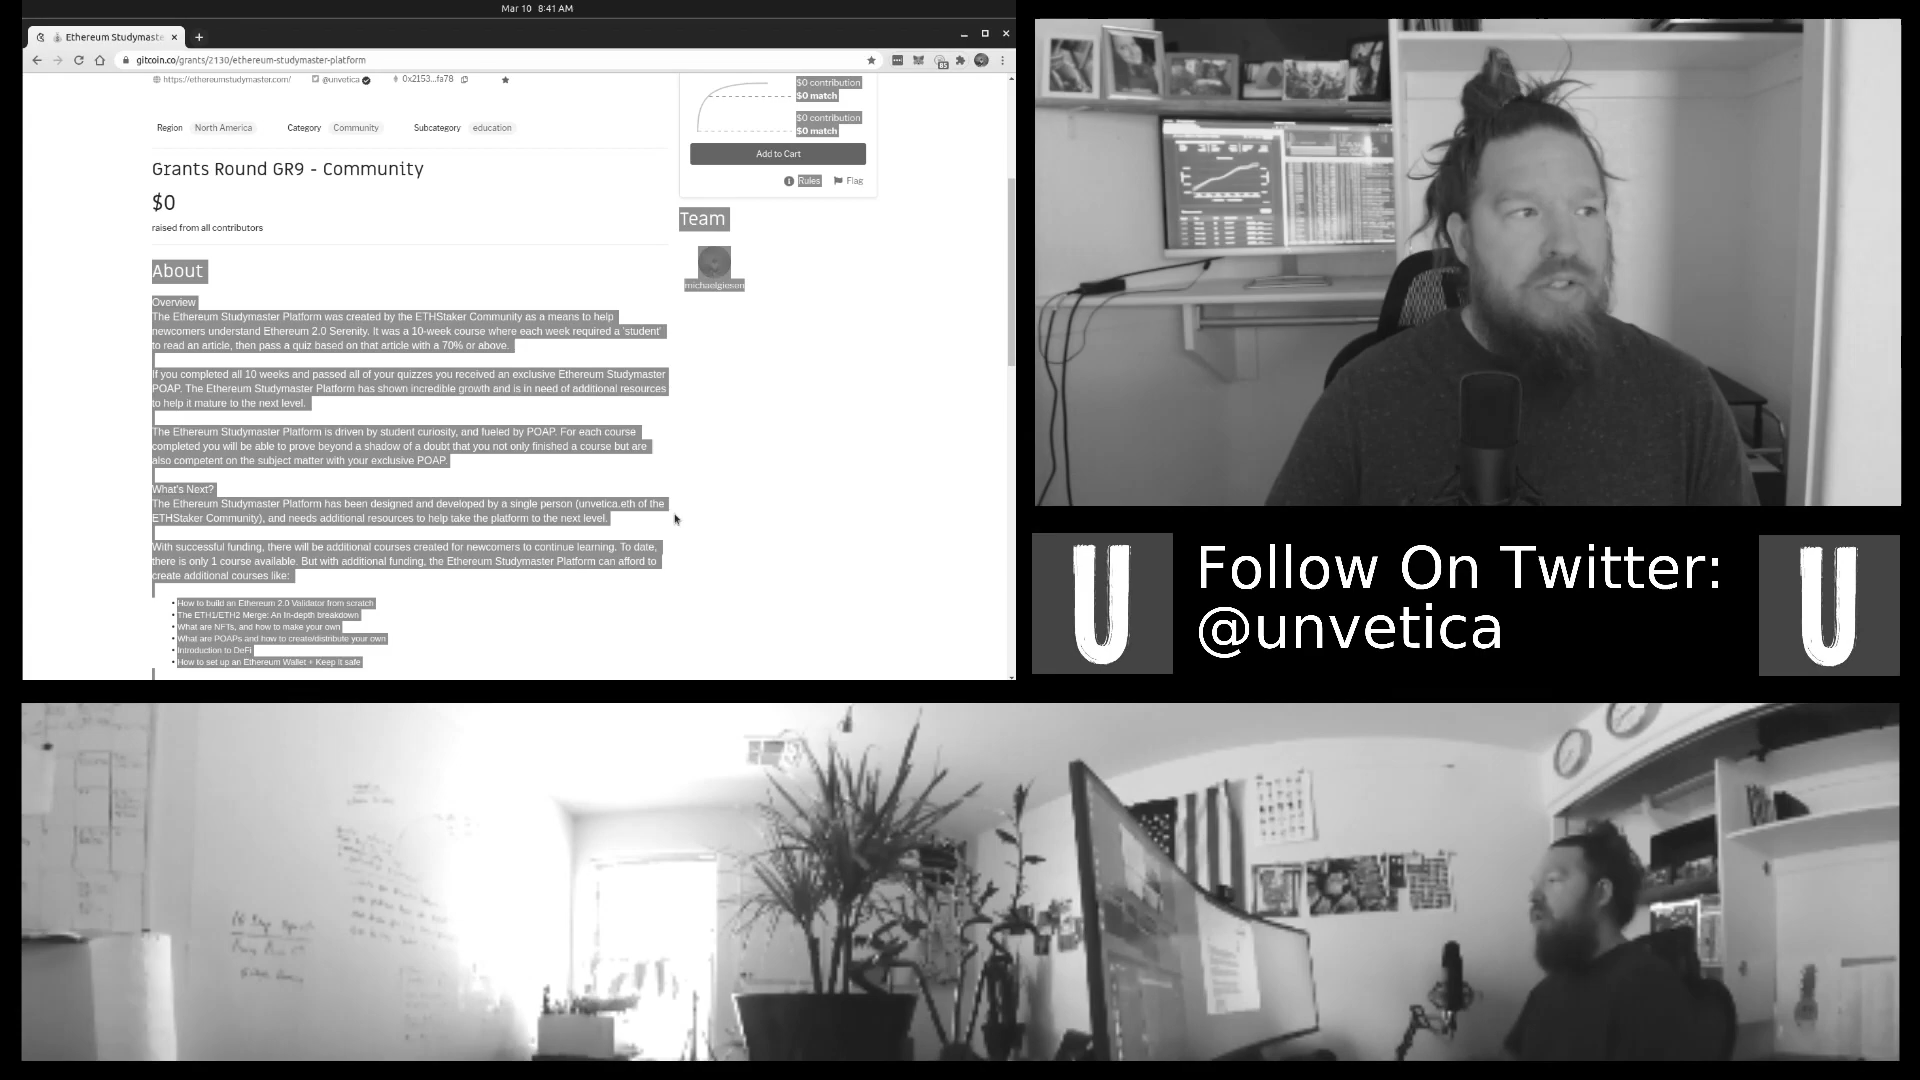 Mar 10  8:41 AM
Ethereum Studymaste
gitcoin.co/grants/2130/ethereum-studymaster-platform
https://ethereumstudymaster.com/ @unvetica 0x2153...fa78
Region North America Category Community Subcategory education
Grants Round GR9 - Community
$0
raised from all contributors
About
Overview
The Ethereum Studymaster Platform was created by the ETHStaker Community as a means to help
newcomers understand Ethereum 2.0 Serenity. It was a 10-week course where each week required a 'student'
to read an article, then pass a quiz based on that article with a 70% or above.
If you completed all 10 weeks and passed all of your quizzes you received an exclusive Ethereum Studymaster
POAP. The Ethereum Studymaster Platform has shown incredible growth and is in need of additional resources
to help it mature to the next level.
The Ethereum Studymaster Platform is driven by student curiosity, and fueled by POAP. For each course
completed you will be able to prove beyond a shadow of a doubt that you not only finished a course but are
also competent on the subject matter with your exclusive POAP.
What's Next?
The Ethereum Studymaster Platform has been designed and developed by a single person (unvetica.eth of the
ETHStaker Community), and needs additional resources to help take the platform to the next level.
With successful funding, there will be additional courses created for newcomers to continue learning. To date,
there is only 1 course available. But with additional funding, the Ethereum Studymaster Platform can afford to
create additional courses like:
• How to build an Ethereum 2.0 Validator from scratch
• The ETH1/ETH2 Merge: An In-depth breakdown
• What are NFTs, and how to make your own
• What are POAPs and how to create/distribute your own
• Introduction to DeFi
• How to set up an Ethereum Wallet + Keep it safe
$0 contribution
$0 match
$0 contribution
$0 match
Add to Cart
Rules Flag
Team
michaelgiesen
U
Follow On Twitter:
@unvetica
U